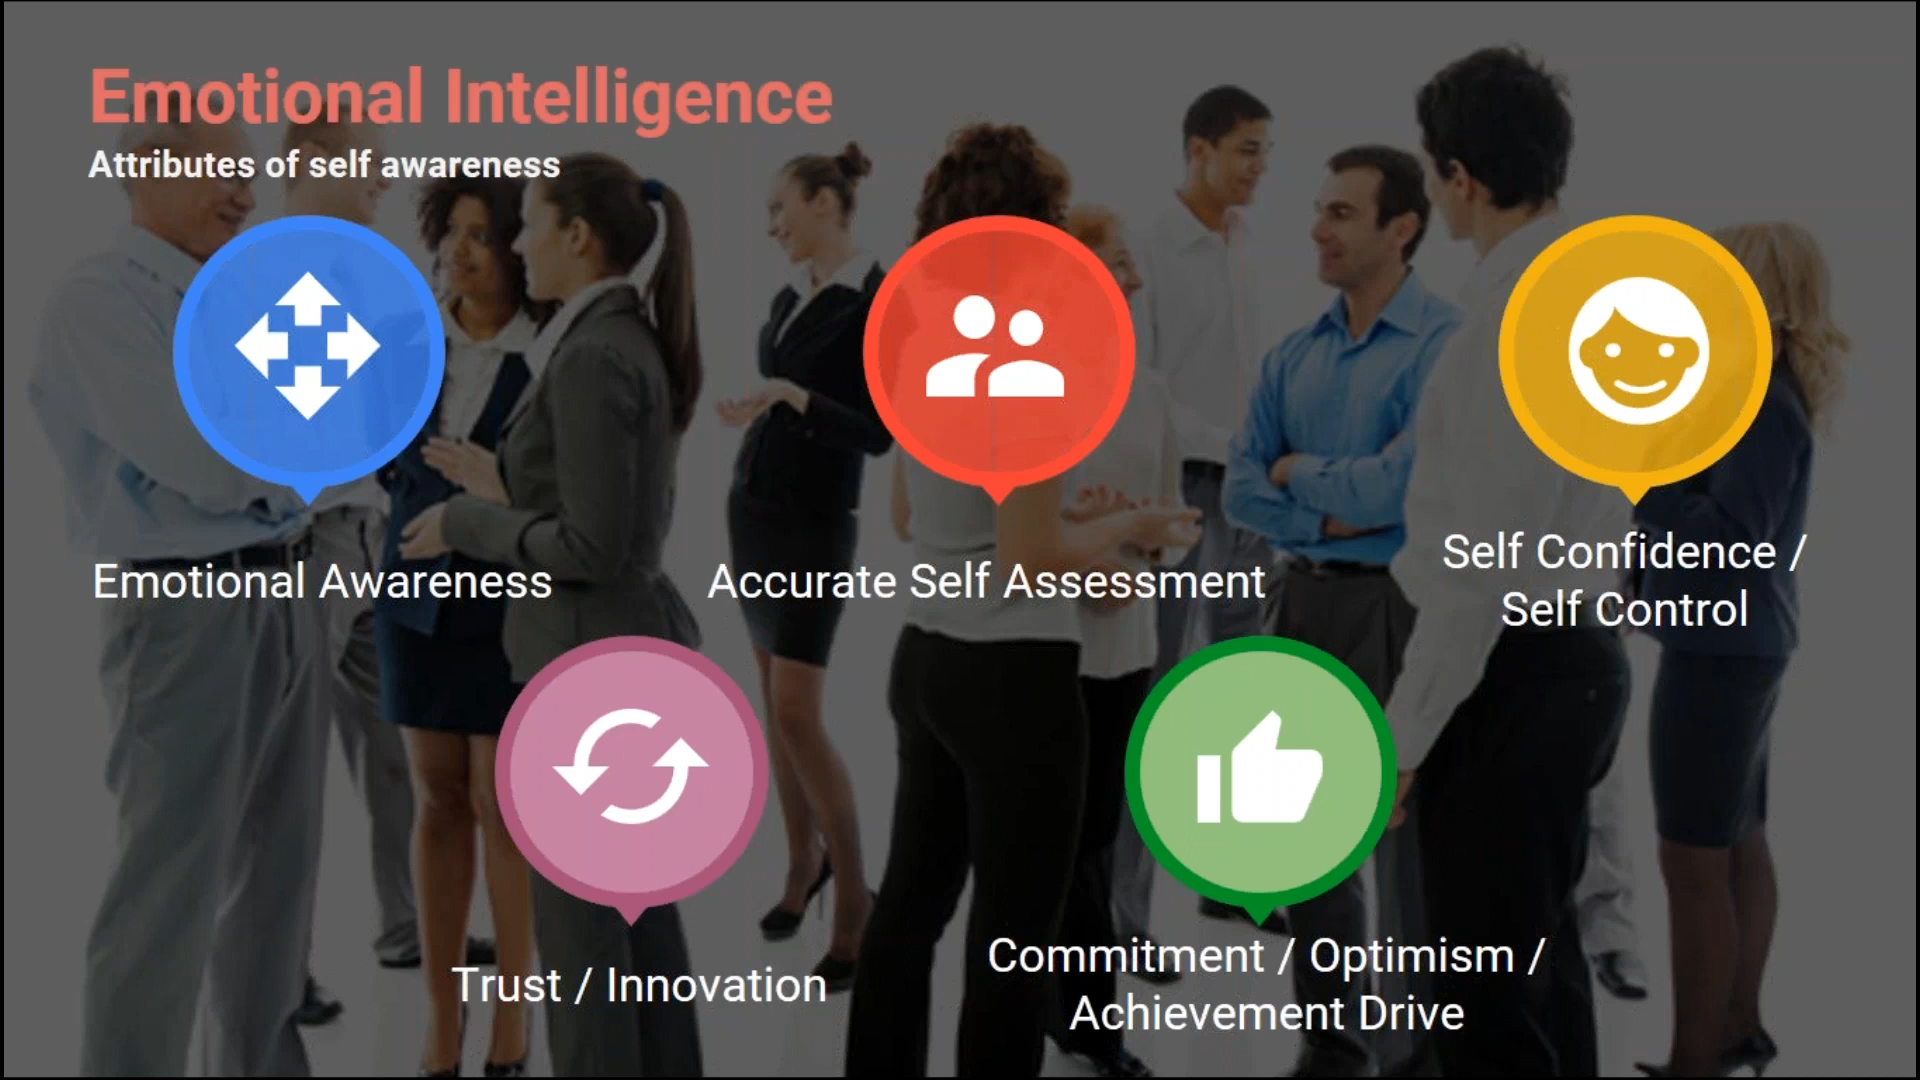 Emotional Intelligence
Attributes of self awareness
Emotional Awareness
Accurate Self Assessment
Self Confidence /
Self Control
Trust / Innovation
Commitment / Optimism /
Achievement Drive